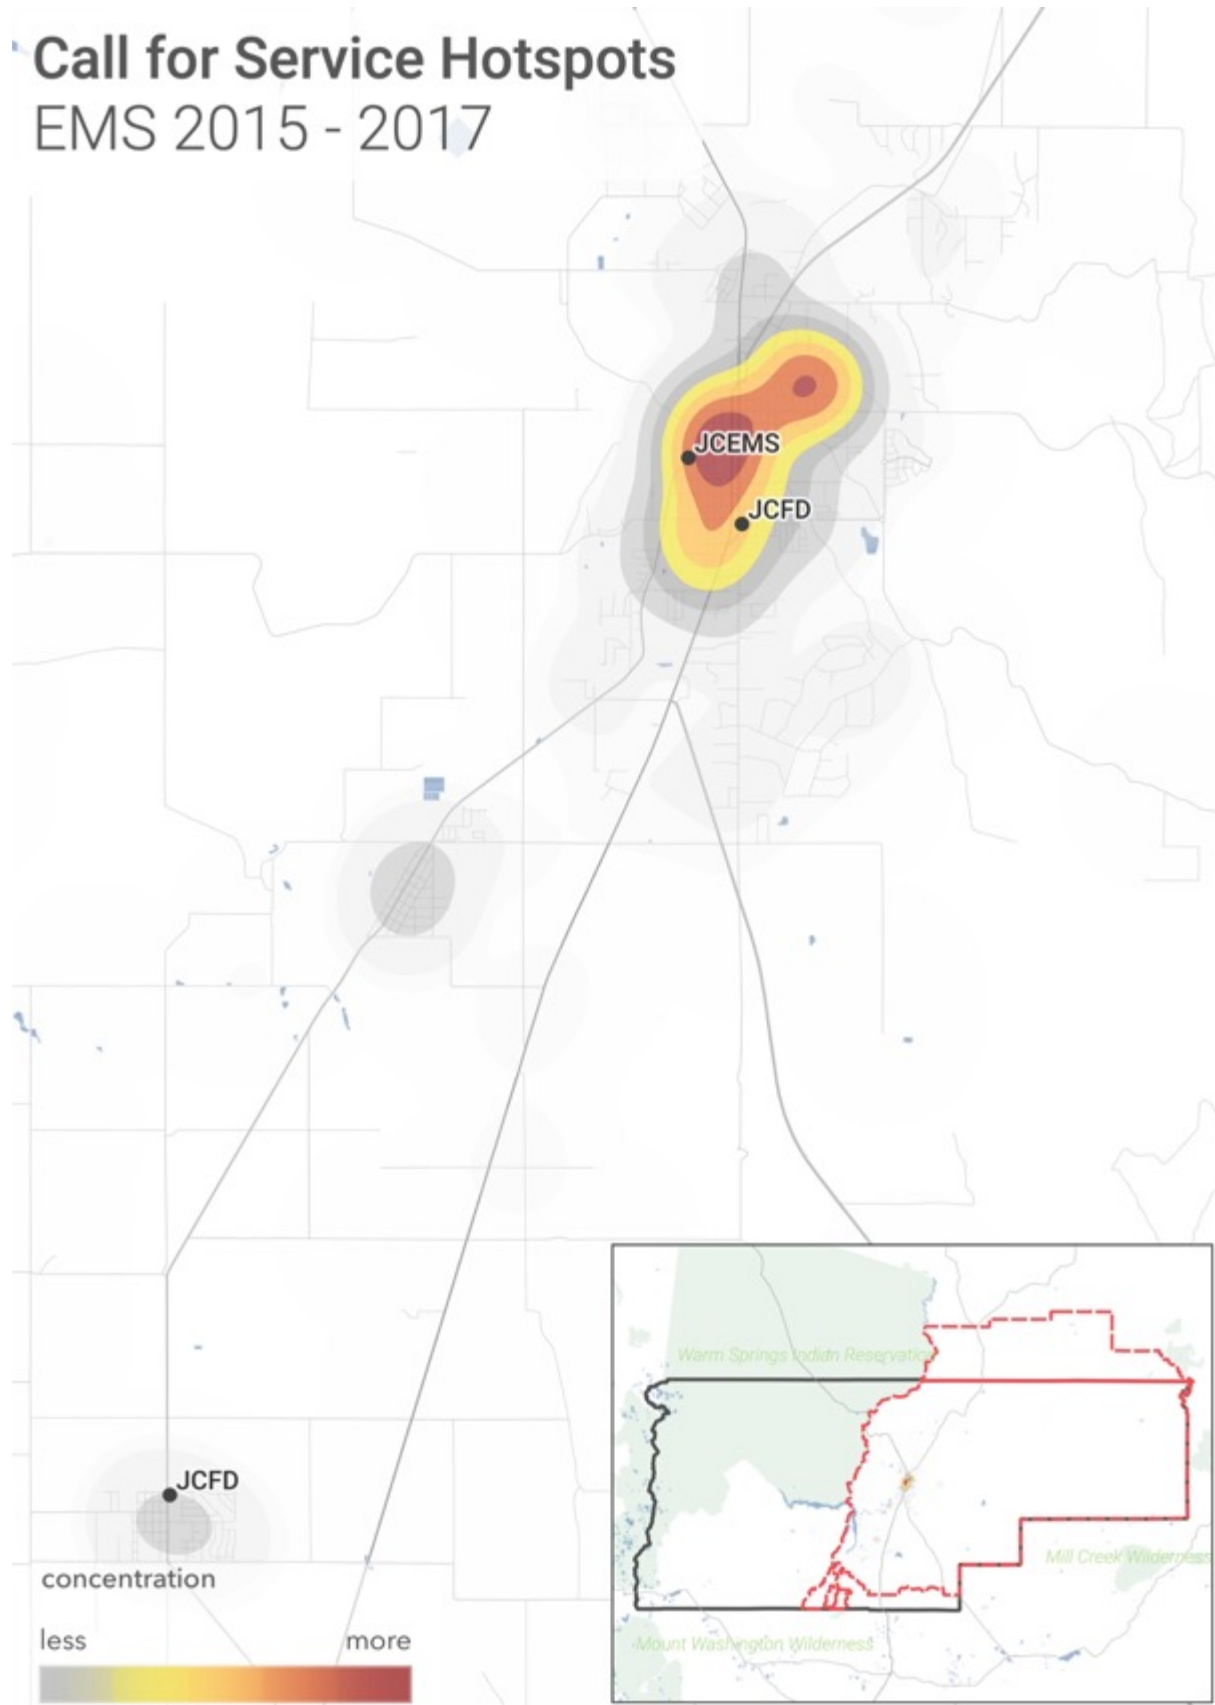 Call for Service Hotspots
EMS 2015 - 2017
JCEMS
JCFD
JCFD
concentration
less more
Warm Springs Indian Reservation
Mill Creek Wilderness
Mount Washington Wilderness